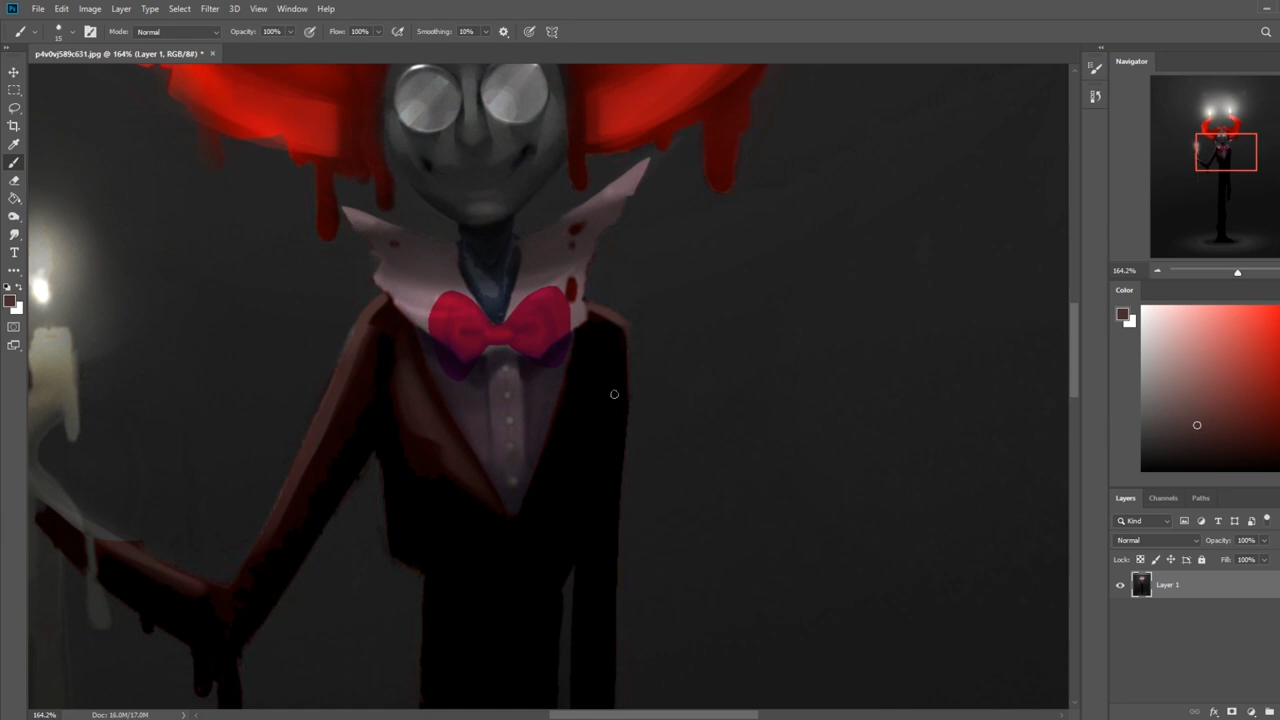 Ps File Edit Image Layer Type Select Filter 3D View Window Help
15 Mode: Normal Opacity: 100% Flow: 100% Smoothing: 10%
p4v0vj589c631.jpg @ 164% (Layer 1, RGB/8#) *
Navigator
164.2%
Color
Layers Channels Paths
Kind
Normal Opacity: 100%
Lock: Fill: 100%
Layer 1
164.2% Doc: 16.0M/17.0M